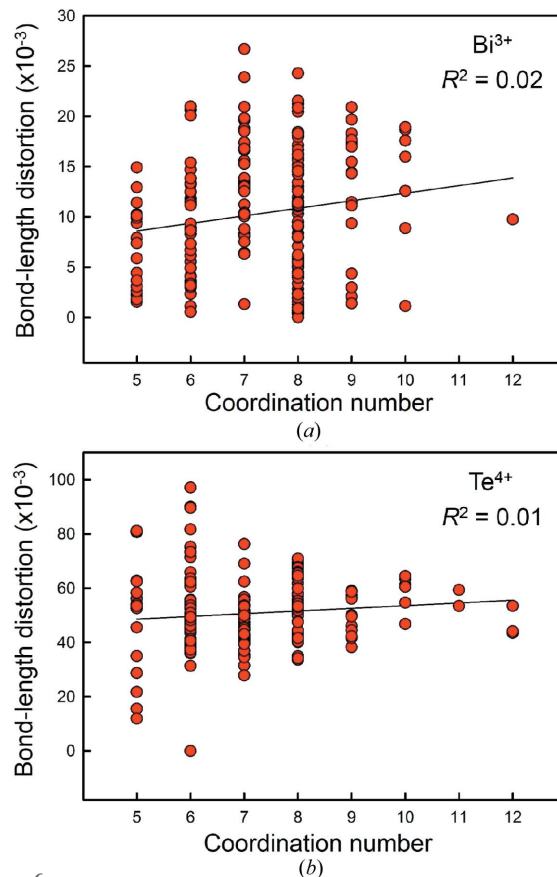 Bi3+
R2 = 0.02
Bond-length distortion (x10-3)
30
25
20
15
10
5
0
5 6 7 8 9 10 11 12
Coordination number
(a)
Te4+
R2 = 0.01
Bond-length distortion (x10-3)
100
80
60
40
20
0
5 6 7 8 9 10 11 12
Coordination number
(b)